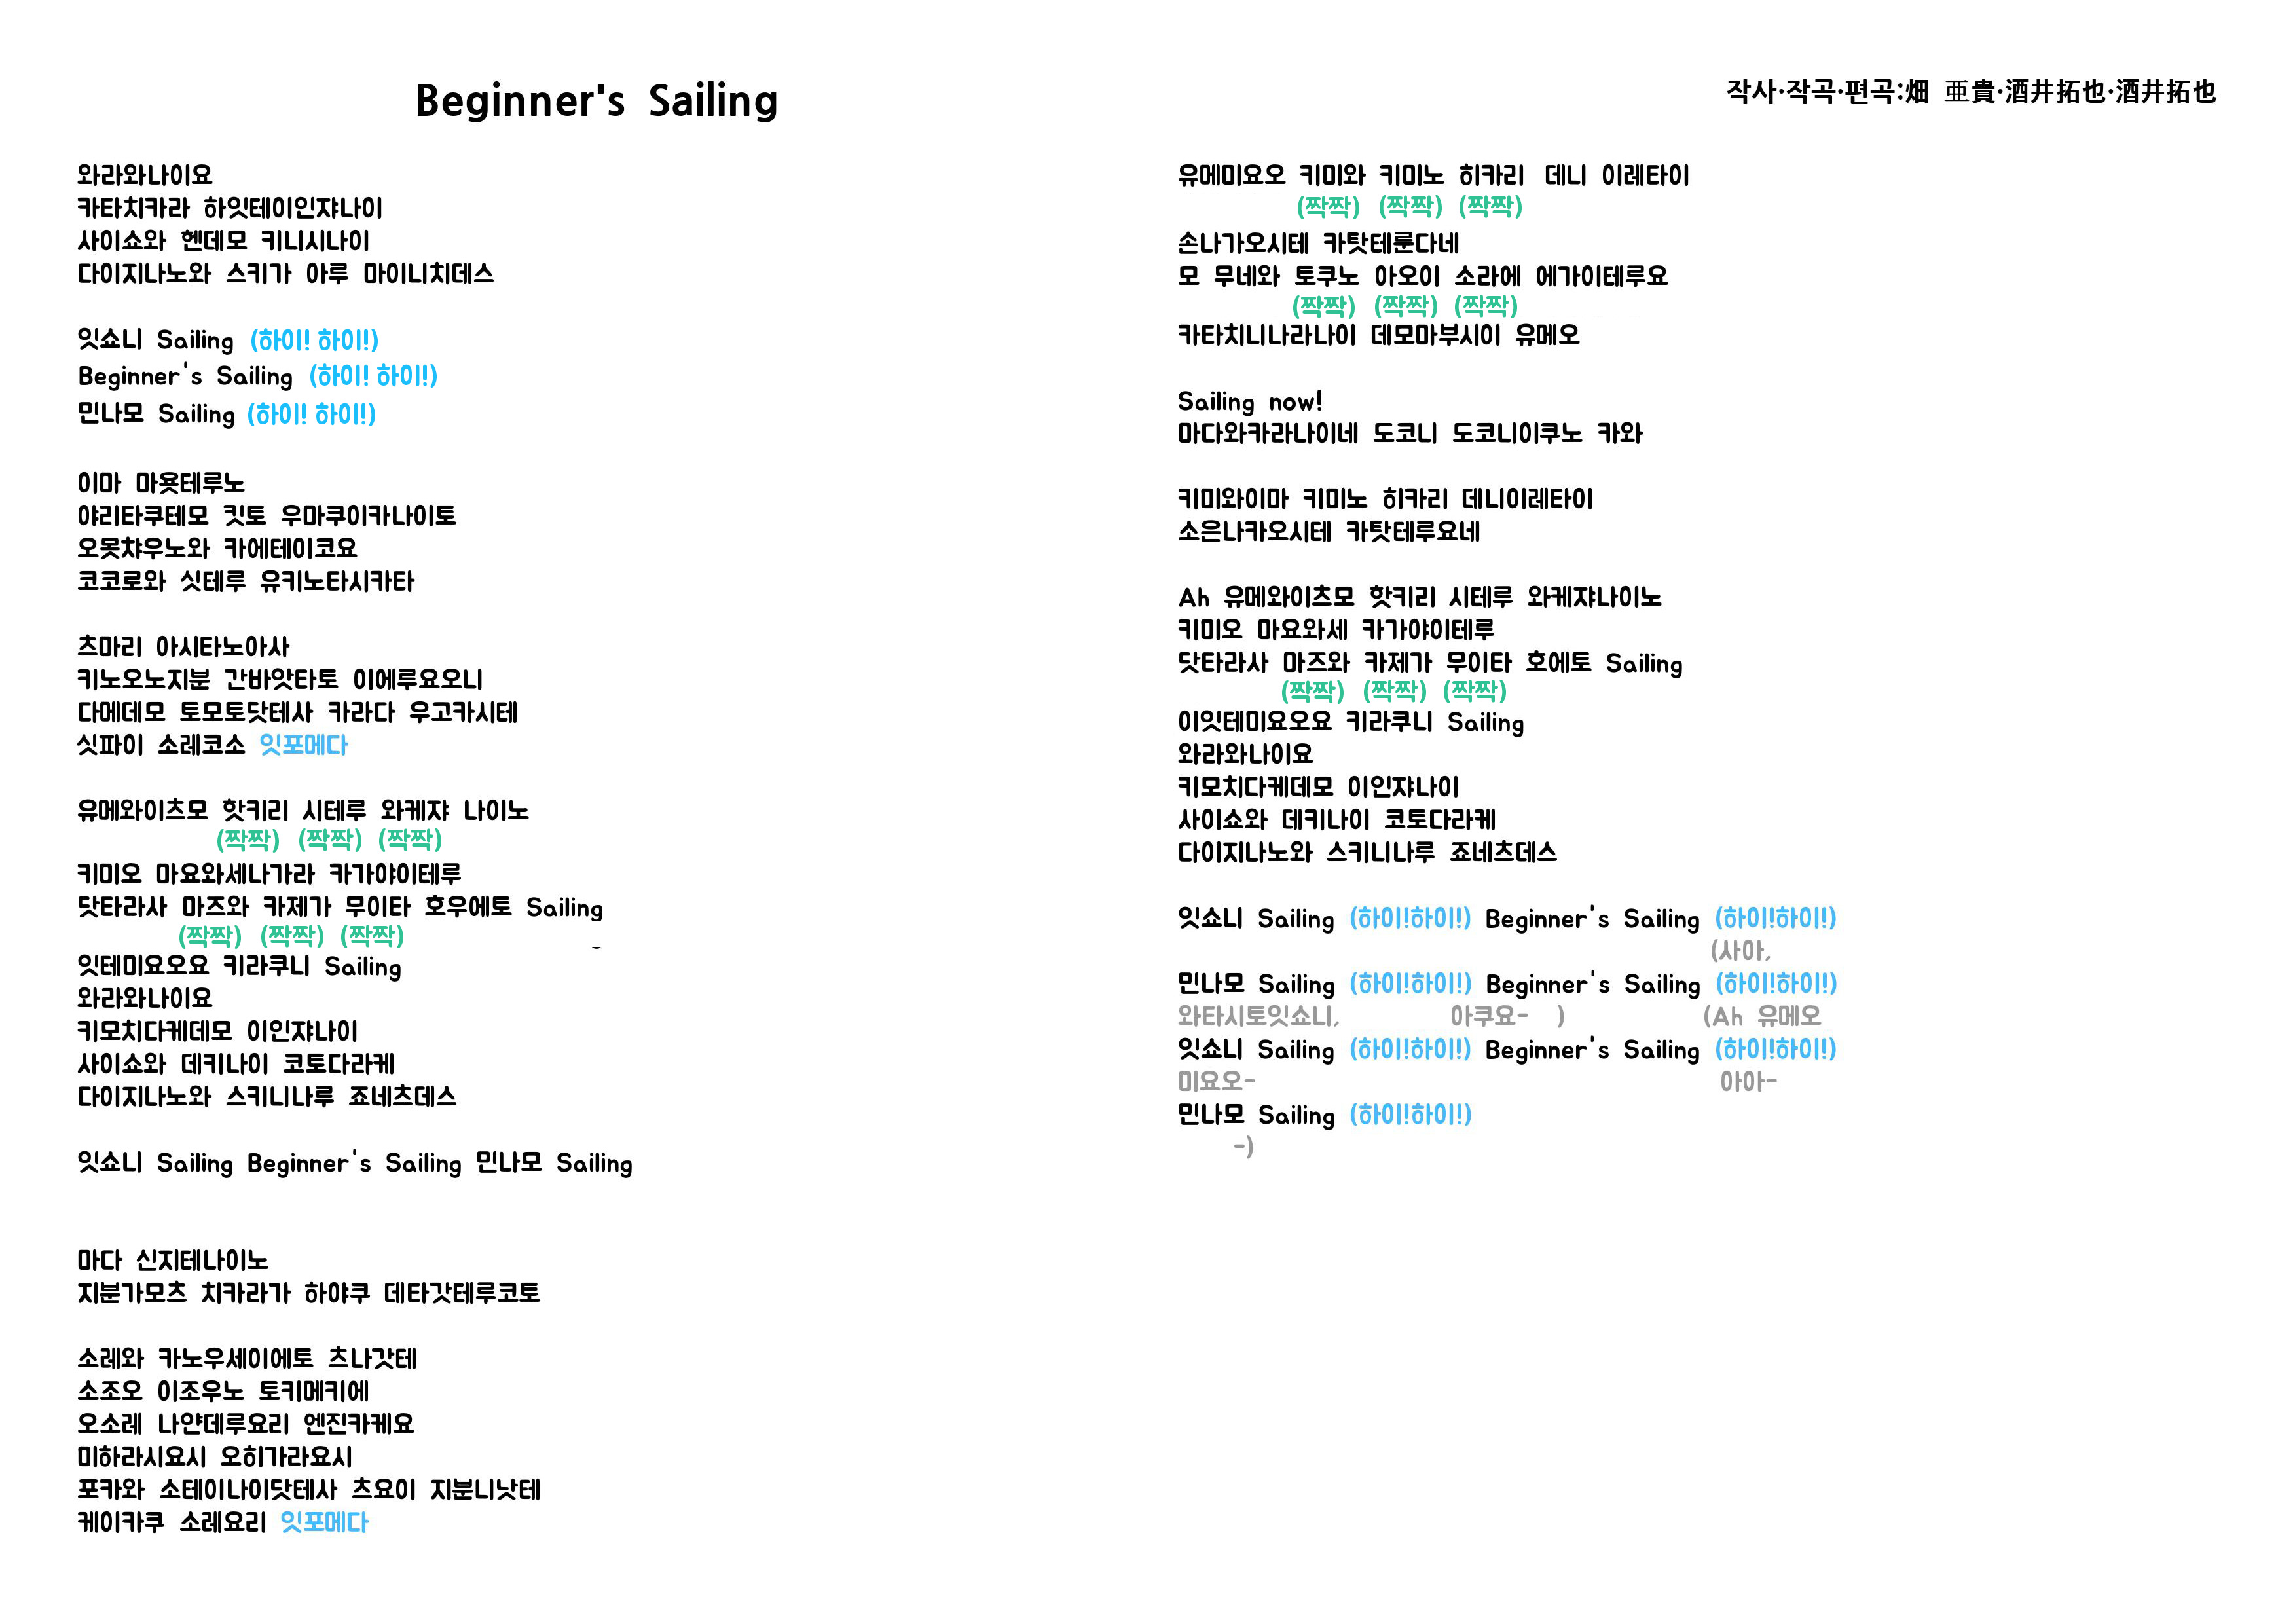 Beginner's Sailing
작사·작곡·편곡:畑 亜貴·酒井拓也·酒井拓也
와라와나이요
카타치카라 하잇테이인쟈나이
사이쇼와 헨데모 키니시나이
다이지나노와 스키가 아루 마이니치데스
잇쇼니 Sailing (하이! 하이!)
Beginner's Sailing (하이! 하이!)
민나모 Sailing (하이! 하이!)
이마 마욧테루노
야리타쿠테모 킷토 우마쿠이카나이토
오못챠우노와 카에테이코요
코코로와 싯테루 유키노타시카타
츠마리 아시타노아사
키노오노지분 간바앗타토 이에루요오니
다메데모 토모토닷테사 카라다 우고카시테
싯파이 소레코소 잇포메다
유메와이츠모 핫키리 시테루 와케쟈 나이노
(짝짝) (짝짝) (짝짝)
키미오 마요와세나가라 카가야이테루
닷타라사 마즈와 카제가 무이타 호우에토 Sailing
(짝짝) (짝짝) (짝짝)
잇테미요오요 키라쿠니 Sailing
와라와나이요
키모치다케데모 이인쟈나이
사이쇼와 데키나이 코토다라케
다이지나노와 스키니나루 죠네츠데스
잇쇼니 Sailing Beginner's Sailing 민나모 Sailing
마다 신지테나이노
지분가모츠 치카라가 하야쿠 데타갓테루코토
소레와 카노우세이에토 츠나갓테
소조오 이조우노 토키메키에
오소레 나얀데루요리 엔진카케요
미하라시요시 오히가라요시
포카와 소테이나이닷테사 츠요이 지분니낫테
케이카쿠 소레요리 잇포메다
유메미요오 키미와 키미노 히카리 데니 이레타이
(짝짝) (짝짝) (짝짝)
손나가오시테 카탓테룬다네
모 무네와 토쿠노 아오이 소라에 에가이테루요
(짝짝) (짝짝) (짝짝)
카타치니나라나이 데모마부시이 유메오
Sailing now!
마다와카라나이네 도코니 도코니이쿠노 카와
키미와이마 키미노 히카리 데니이레타이
소은나카오시테 카탓테루요네
Ah 유메와이츠모 핫키리 시테루 와케쟈나이노
키미오 마요와세 카가야이테루
닷타라사 마즈와 카제가 무이타 호에토 Sailing
(짝짝) (짝짝) (짝짝)
이잇테미요오요 키라쿠니 Sailing
와라와나이요
키모치다케데모 이인쟈나이
사이쇼와 데키나이 코토다라케
다이지나노와 스키니나루 죠네츠데스
잇쇼니 Sailing (하이!하이!) Beginner's Sailing (하이!하이!)
(사아,
민나모 Sailing (하이!하이!) Beginner's Sailing (하이!하이!)
와타시토잇쇼니, 아쿠요- ) (Ah 유메오
잇쇼니 Sailing (하이!하이!) Beginner's Sailing (하이!하이!)
미요오- 아아-
민나모 Sailing (하이!하이!)
-)